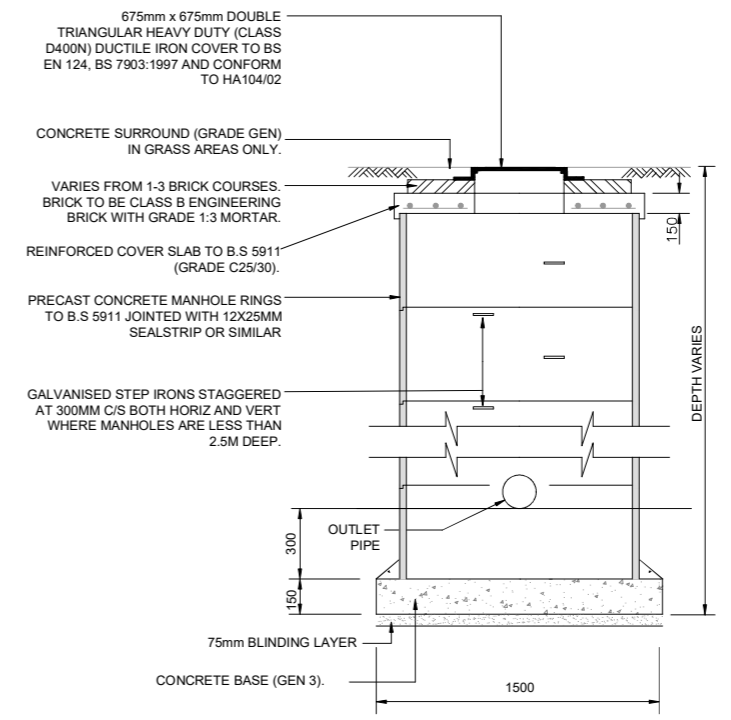 675mm x 675mm DOUBLE
TRIANGULAR HEAVY DUTY (CLASS
D400N) DUCTILE IRON COVER TO BS
EN 124, BS 7903:1997 AND CONFORM
TO HA104/02
CONCRETE SURROUND (GRADE GEN)
IN GRASS AREAS ONLY.
VARIES FROM 1-3 BRICK COURSES.
BRICK TO BE CLASS B ENGINEERING
BRICK WITH GRADE 1:3 MORTAR.
150
REINFORCED COVER SLAB TO B.S 5911
(GRADE C25/30).
PRECAST CONCRETE MANHOLE RINGS
TO B.S 5911 JOINTED WITH 12X25MM
SEALSTRIP OR SIMILAR
DEPTH VARIES
GALVANISED STEP IRONS STAGGERED
AT 300MM C/S BOTH HORIZ AND VERT
WHERE MANHOLES ARE LESS THAN
2.5M DEEP.
OUTLET
PIPE
300
150
75mm BLINDING LAYER
CONCRETE BASE (GEN 3).
1500